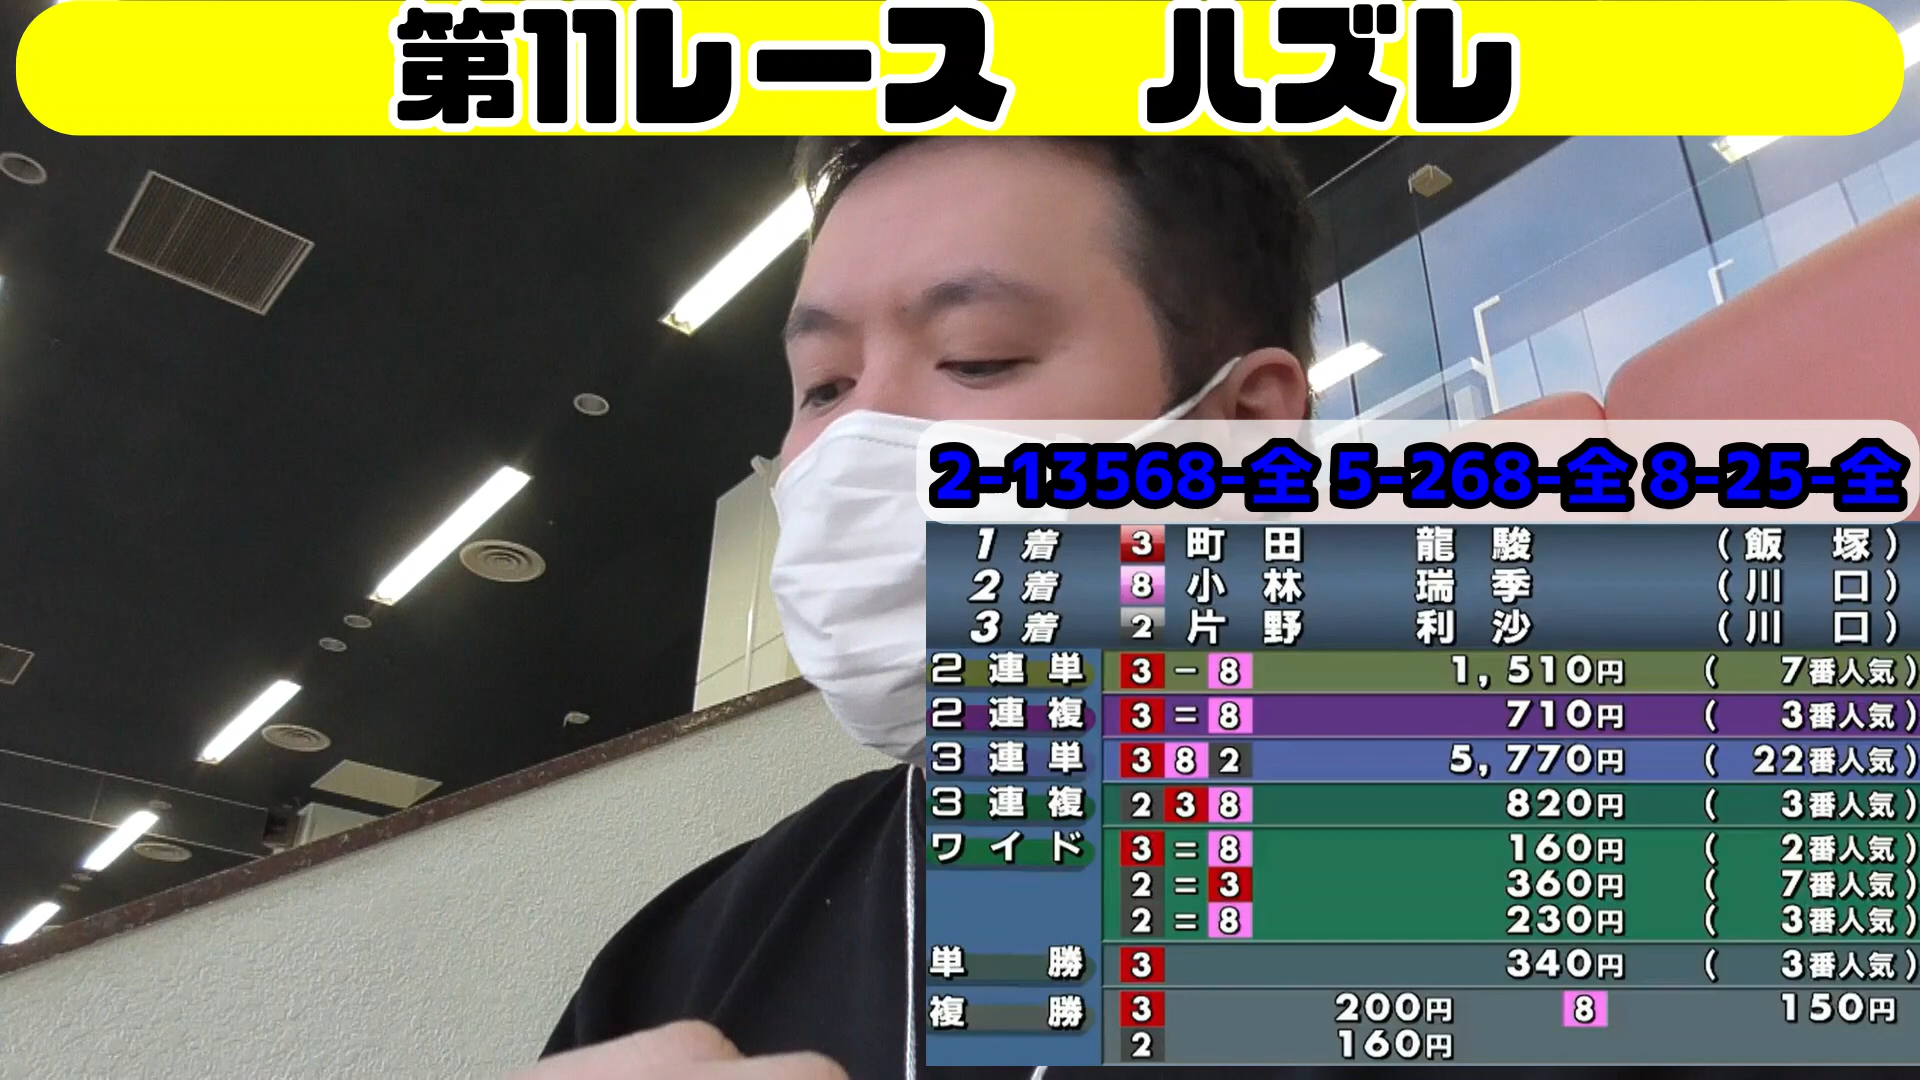 第11レース ハズレ
2-13568-全 5-268-全 8-25-全
1着 3 町田 龍駿 (飯塚)
2着 8 小林 瑞季 (川口)
3着 2 片野 利沙 (川口)
2連単 3-8 1,510円 (7番人気)
2連複 3=8 710円 (3番人気)
3連単 3 8 2 5,770円 (22番人気)
3連複 2 3 8 820円 (3番人気)
ワイド 3=8 160円 (2番人気)
2=3 360円 (7番人気)
2=8 230円 (3番人気)
単勝 3 340円 (3番人気)
複勝 3 200円 8 150円
2 160円